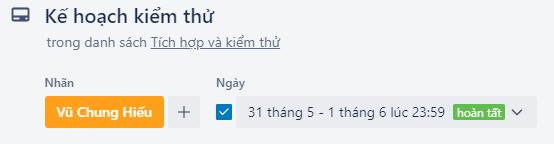 Kế hoạch kiểm thử
trong danh sách Tích hợp và kiểm thử
Nhãn Ngày
Vũ Chung Hiếu + 31 tháng 5 - 1 tháng 6 lúc 23:59 hoàn tất